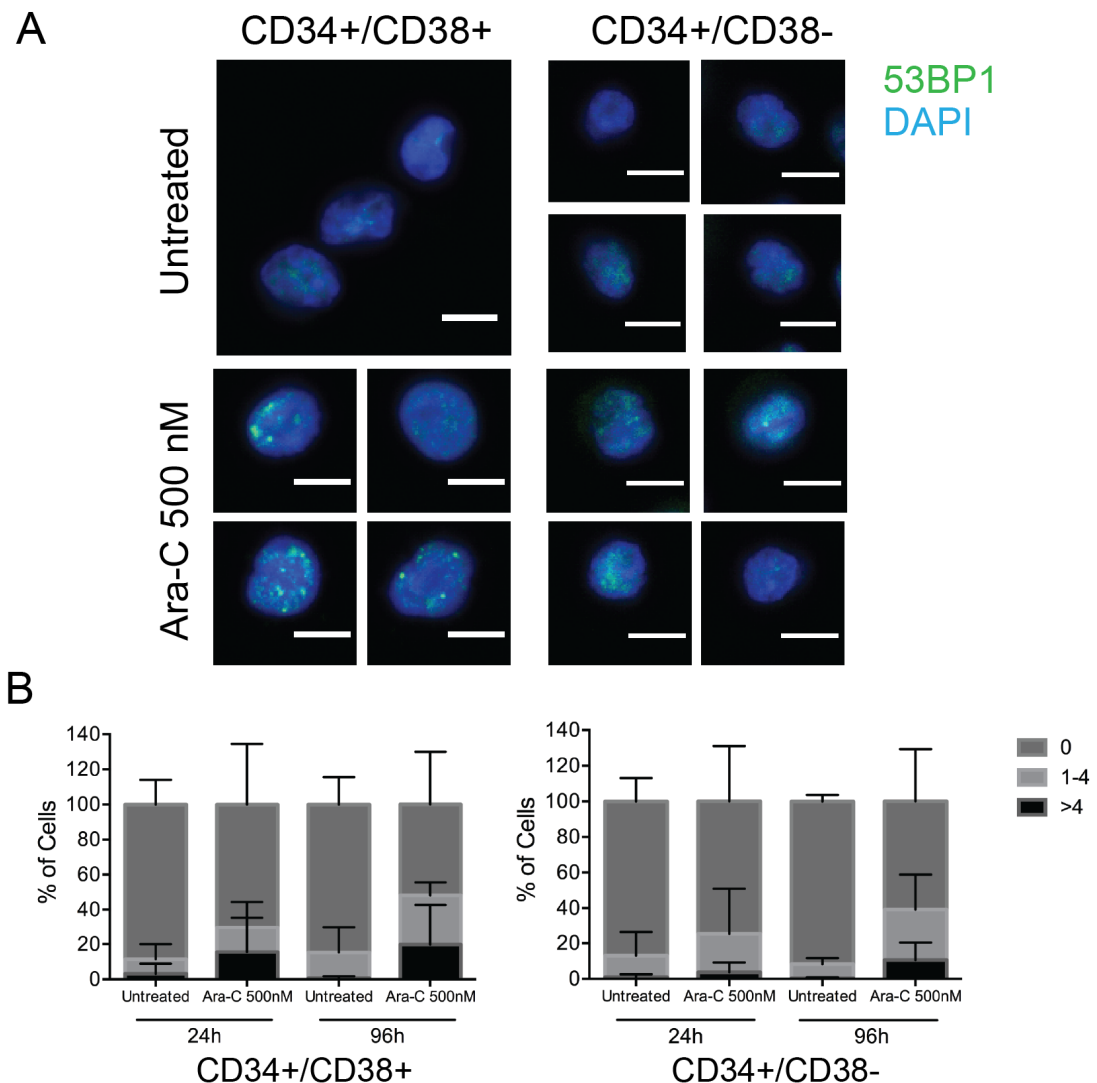 A
CD34+/CD38+
CD34+/CD38-
53BP1
DAPI
Untreated
Ara-C 500 nM
B
% of Cells
140
120
100
80
60
40
20
0
Untreated
Ara-C 500nM
Untreated
Ara-C 500nM
24h
96h
CD34+/CD38+
% of Cells
140
120
100
80
60
40
20
0
Untreated
Ara-C 500nM
Untreated
Ara-C 500nM
24h
96h
CD34+/CD38-
0
1-4
>4